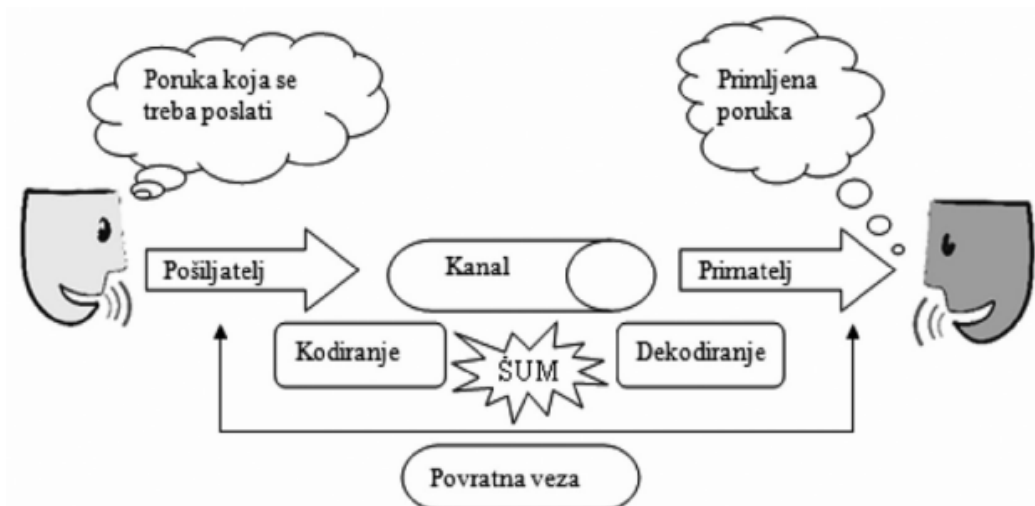 Poruka koja se
treba poslati
Primljena
poruka
Pošiljatelj
Kanal
Primatelj
Kodiranje
ŠUM
Dekodiranje
Povratna veza